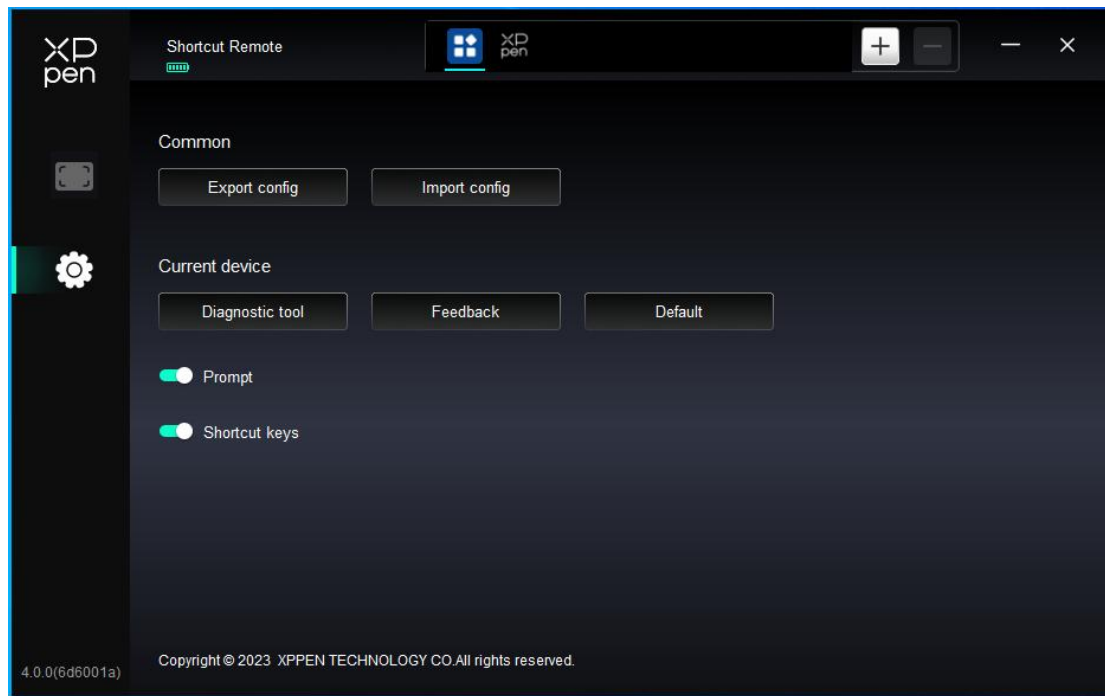 XP
pen
Shortcut Remote
XP
pen
Common
Export config
Import config
Current device
Diagnostic tool
Feedback
Default
Prompt
Shortcut keys
4.0.0(6d6001a)
Copyright © 2023 XPPEN TECHNOLOGY CO.All rights reserved.